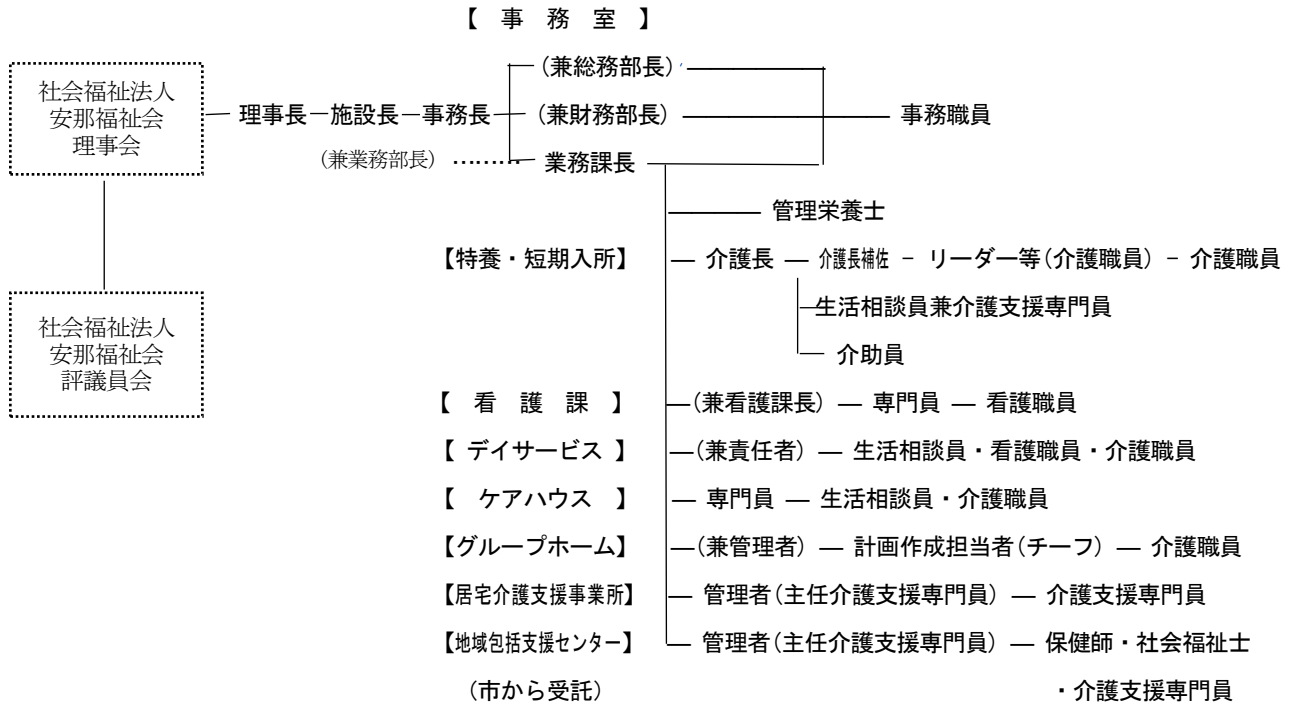 【 事 務 室 】
(兼総務部長)
社会福祉法人
安那福祉会
理事会
理事長－施設長－事務長 (兼財務部長) 事務職員
(兼業務部長) ……… 業務課長
管理栄養士
【特養・短期入所】 ― 介護長 ― 介護長補佐 － リーダー等(介護職員) － 介護職員
生活相談員兼介護支援専門員
介助員
社会福祉法人
安那福祉会
評議員会
【 看 護 課 】 ―(兼看護課長) ― 専門員 ― 看護職員
【 デイサービス 】 ―(兼責任者) ― 生活相談員・看護職員・介護職員
【 ケアハウス 】 ― 専門員 ― 生活相談員・介護職員
【グループホーム】 ―(兼管理者) ― 計画作成担当者(チーフ) ― 介護職員
【居宅介護支援事業所】 ― 管理者(主任介護支援専門員) ― 介護支援専門員
【地域包括支援センター】 ― 管理者(主任介護支援専門員) ― 保健師・社会福祉士
(市から受託) ・介護支援専門員